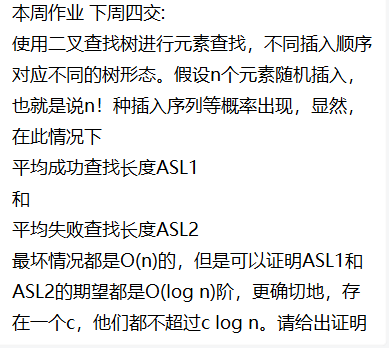 本周作业 下周四交:
使用二叉查找树进行元素查找，不同插入顺序
对应不同的树形态。假设n个元素随机插入，
也就是说n！种插入序列等概率出现，显然，
在此情况下
平均成功查找长度ASL1
和
平均失败查找长度ASL2
最坏情况都是O(n)的，但是可以证明ASL1和
ASL2的期望都是O(log n)阶，更确切地，存
在一个c，他们都不超过c log n。请给出证明